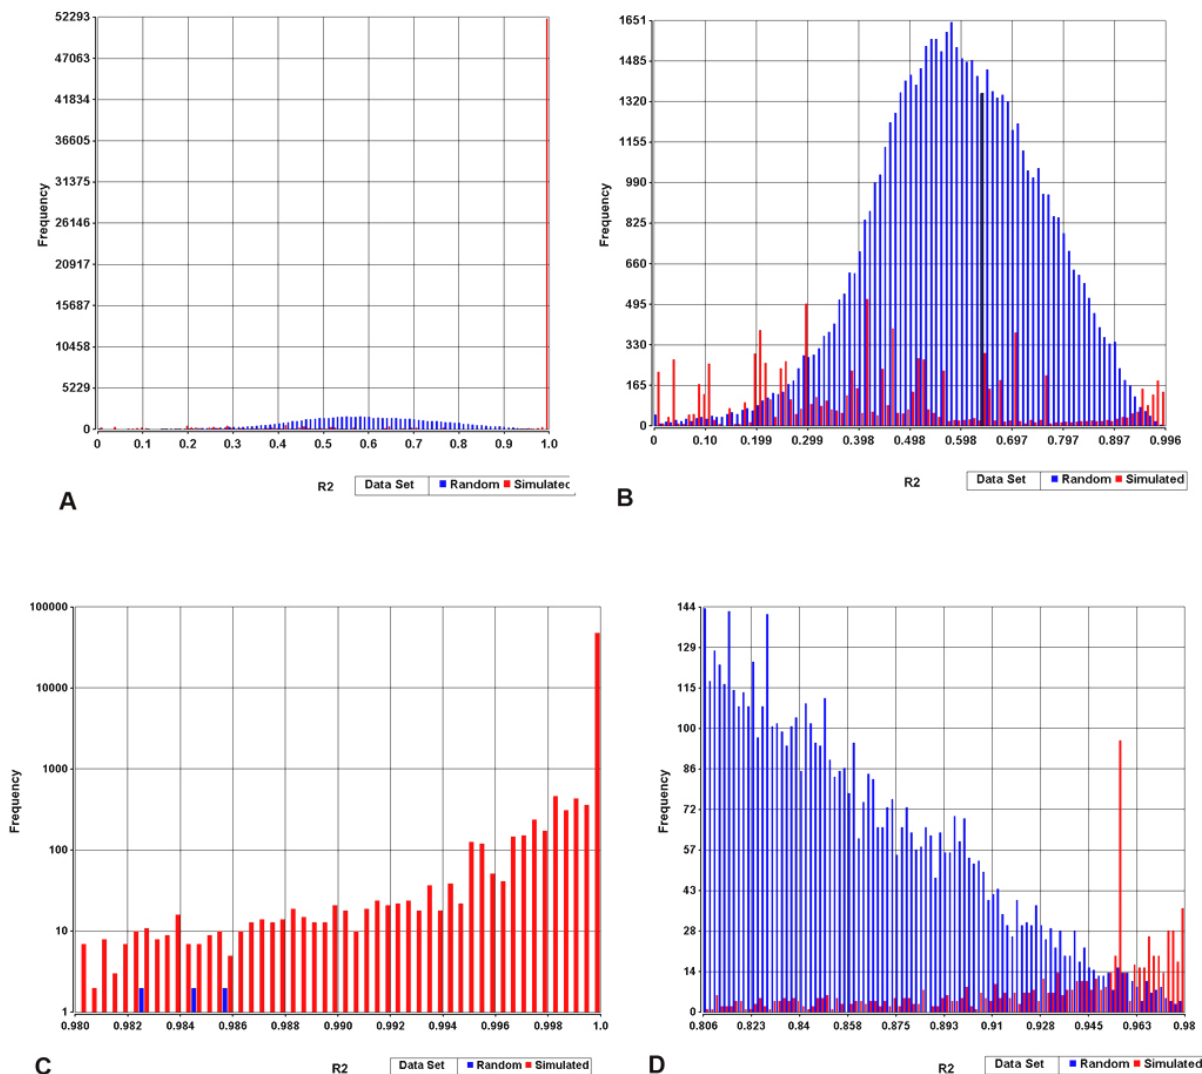 52293
47063
41834
36605
31375
26146
20917
15687
10458
5229
0
Frequency
0 0.1 0.2 0.3 0.4 0.5 0.6 0.7 0.8 0.9 1.0
R2
Data Set Random Simulated
A
1651
1485
1320
1155
990
825
660
495
330
165
0
Frequency
0 0.10 0.199 0.299 0.398 0.498 0.598 0.697 0.797 0.897 0.996
R2
Data Set Random Simulated
B
100000
10000
1000
100
10
1
Frequency
0.980 0.982 0.984 0.986 0.988 0.990 0.992 0.994 0.996 0.998 1.0
R2
Data Set Random Simulated
C
144
129
115
100
86
72
57
43
28
14
0
Frequency
0.806 0.823 0.84 0.858 0.875 0.893 0.91 0.928 0.945 0.963 0.98
R2
Data Set Random Simulated
D